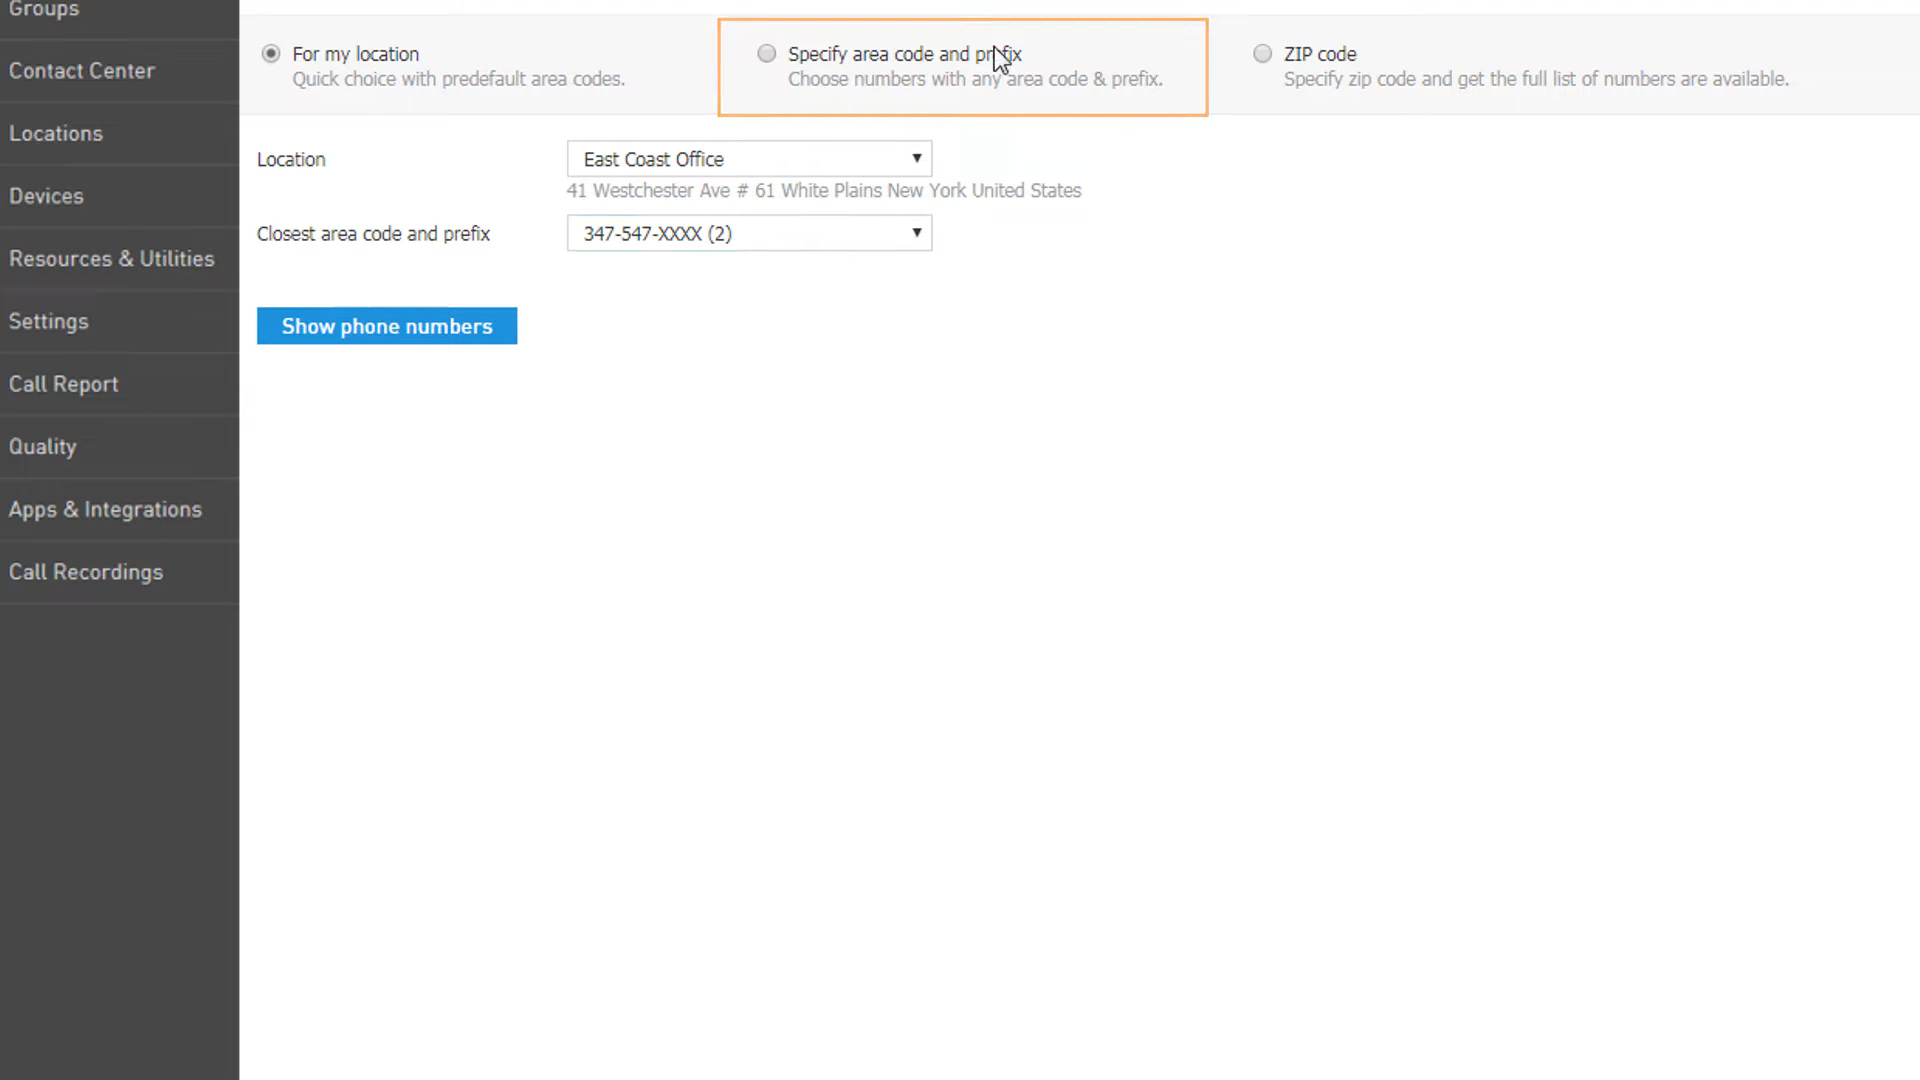 Groups
Contact Center
Locations
Devices
Resources & Utilities
Settings
Call Report
Quality
Apps & Integrations
Call Recordings
For my location
Quick choice with predefault area codes.
Specify area code and prefix
Choose numbers with any area code & prefix.
ZIP code
Specify zip code and get the full list of numbers are available.
Location
East Coast Office
41 Westchester Ave # 61 White Plains New York United States
Closest area code and prefix
347-547-XXXX (2)
Show phone numbers